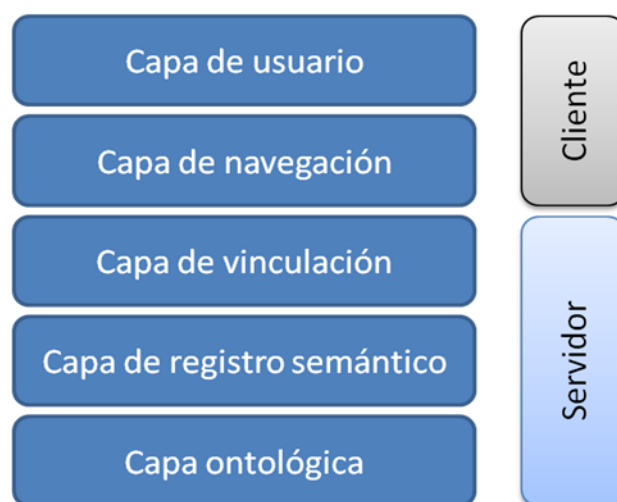 Capa de usuario
Capa de navegación
Capa de vinculación
Capa de registro semántico
Capa ontológica
Cliente
Servidor